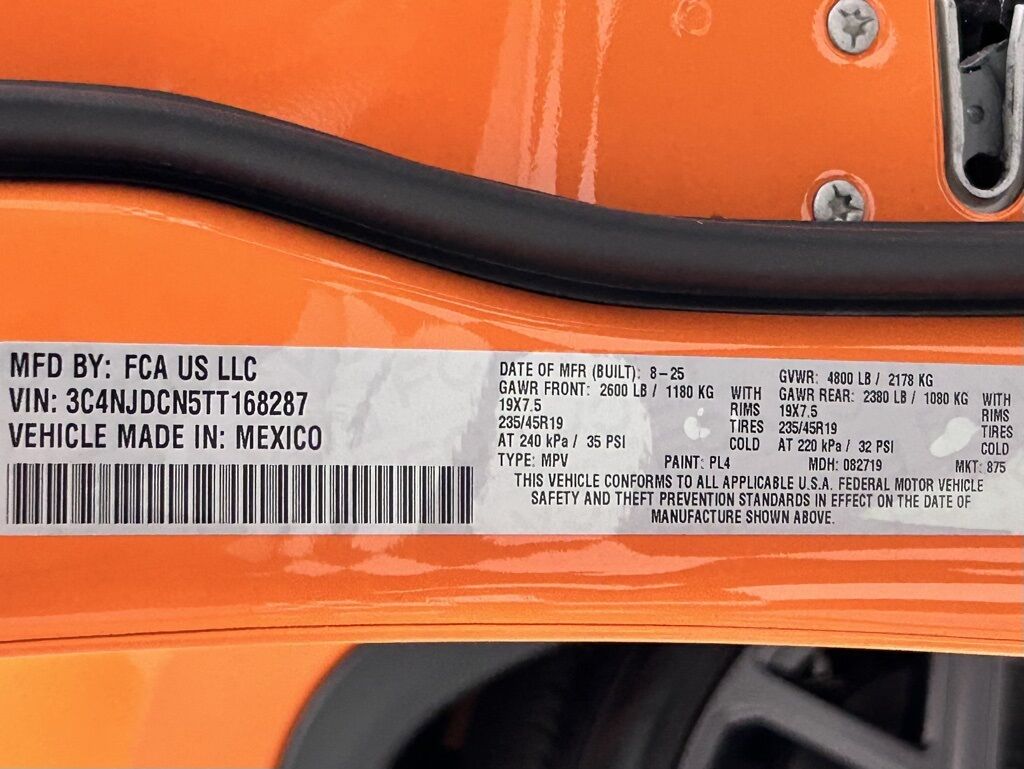 MFD BY: FCA US LLC
VIN: 3C4NJDCN5TT168287
VEHICLE MADE IN: MEXICO
DATE OF MFR (BUILT): 8-25
GAWR FRONT: 2600 LB / 1180 KG WITH
19X7.5 RIMS
235/45R19 TIRES
AT 240 kPa / 35 PSI COLD
GVWR: 4800 LB / 2178 KG
GAWR REAR: 2380 LB / 1080 KG WITH
19X7.5 RIMS
235/45R19 TIRES
AT 220 kPa / 32 PSI COLD
TYPE: MPV PAINT: PL4 MDH: 082719 MKT: 875
THIS VEHICLE CONFORMS TO ALL APPLICABLE U.S.A. FEDERAL MOTOR VEHICLE
SAFETY AND THEFT PREVENTION STANDARDS IN EFFECT ON THE DATE OF
MANUFACTURE SHOWN ABOVE.